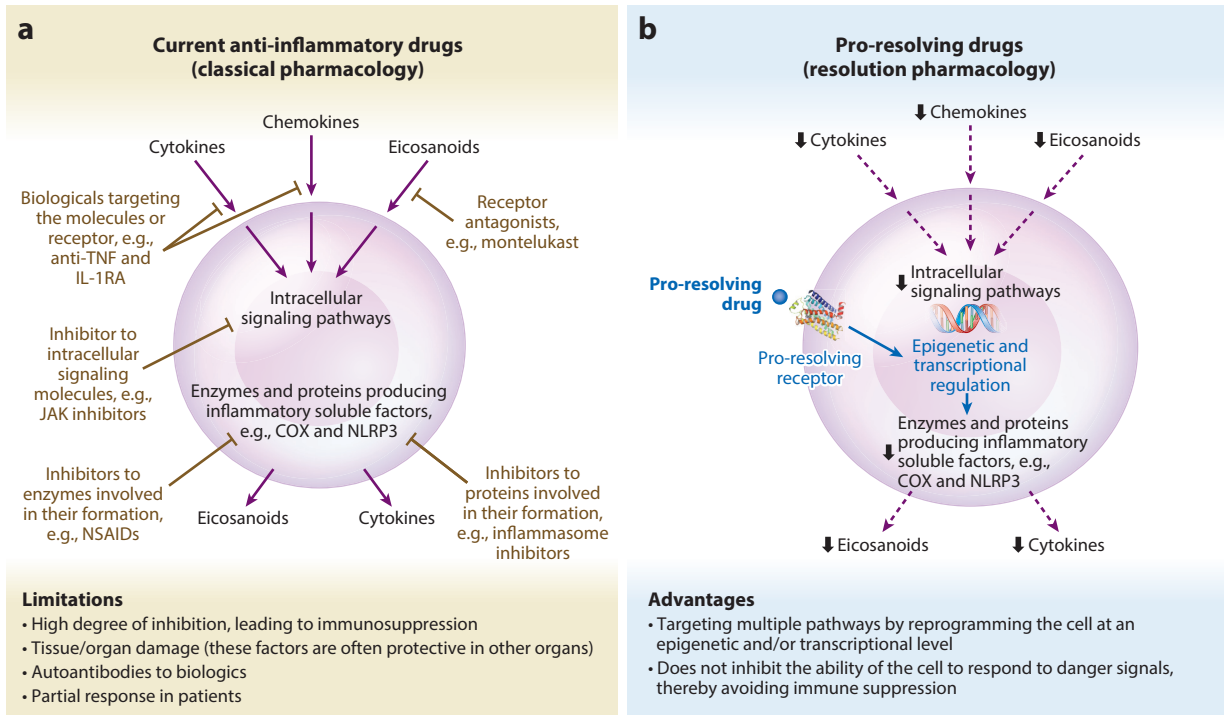 a
Current anti-inflammatory drugs
(classical pharmacology)
Chemokines
Cytokines
Eicosanoids
Biologicals targeting
the molecules or
receptor, e.g.,
anti-TNF and
IL-1RA
Receptor
antagonists,
e.g., montelukast
Intracellular
signaling pathways
Inhibitor to
intracellular
signaling
molecules, e.g.,
JAK inhibitors
Enzymes and proteins producing
inflammatory soluble factors,
e.g., COX and NLRP3
Inhibitors to
enzymes involved
in their formation,
e.g., NSAIDs
Inhibitors to
proteins involved
in their formation,
e.g., inflammasome
inhibitors
Eicosanoids
Cytokines
Limitations
• High degree of inhibition, leading to immunosuppression
• Tissue/organ damage (these factors are often protective in other organs)
• Autoantibodies to biologics
• Partial response in patients
b
Pro-resolving drugs
(resolution pharmacology)
⬇ Chemokines
⬇ Cytokines
⬇ Eicosanoids
⬇ Intracellular
signaling pathways
Pro-resolving
drug
Pro-resolving
receptor
Epigenetic and
transcriptional
regulation
Enzymes and proteins
producing inflammatory
⬇ soluble factors, e.g.,
COX and NLRP3
⬇ Eicosanoids
⬇ Cytokines
Advantages
• Targeting multiple pathways by reprogramming the cell at an
epigenetic and/or transcriptional level
• Does not inhibit the ability of the cell to respond to danger signals,
thereby avoiding immune suppression